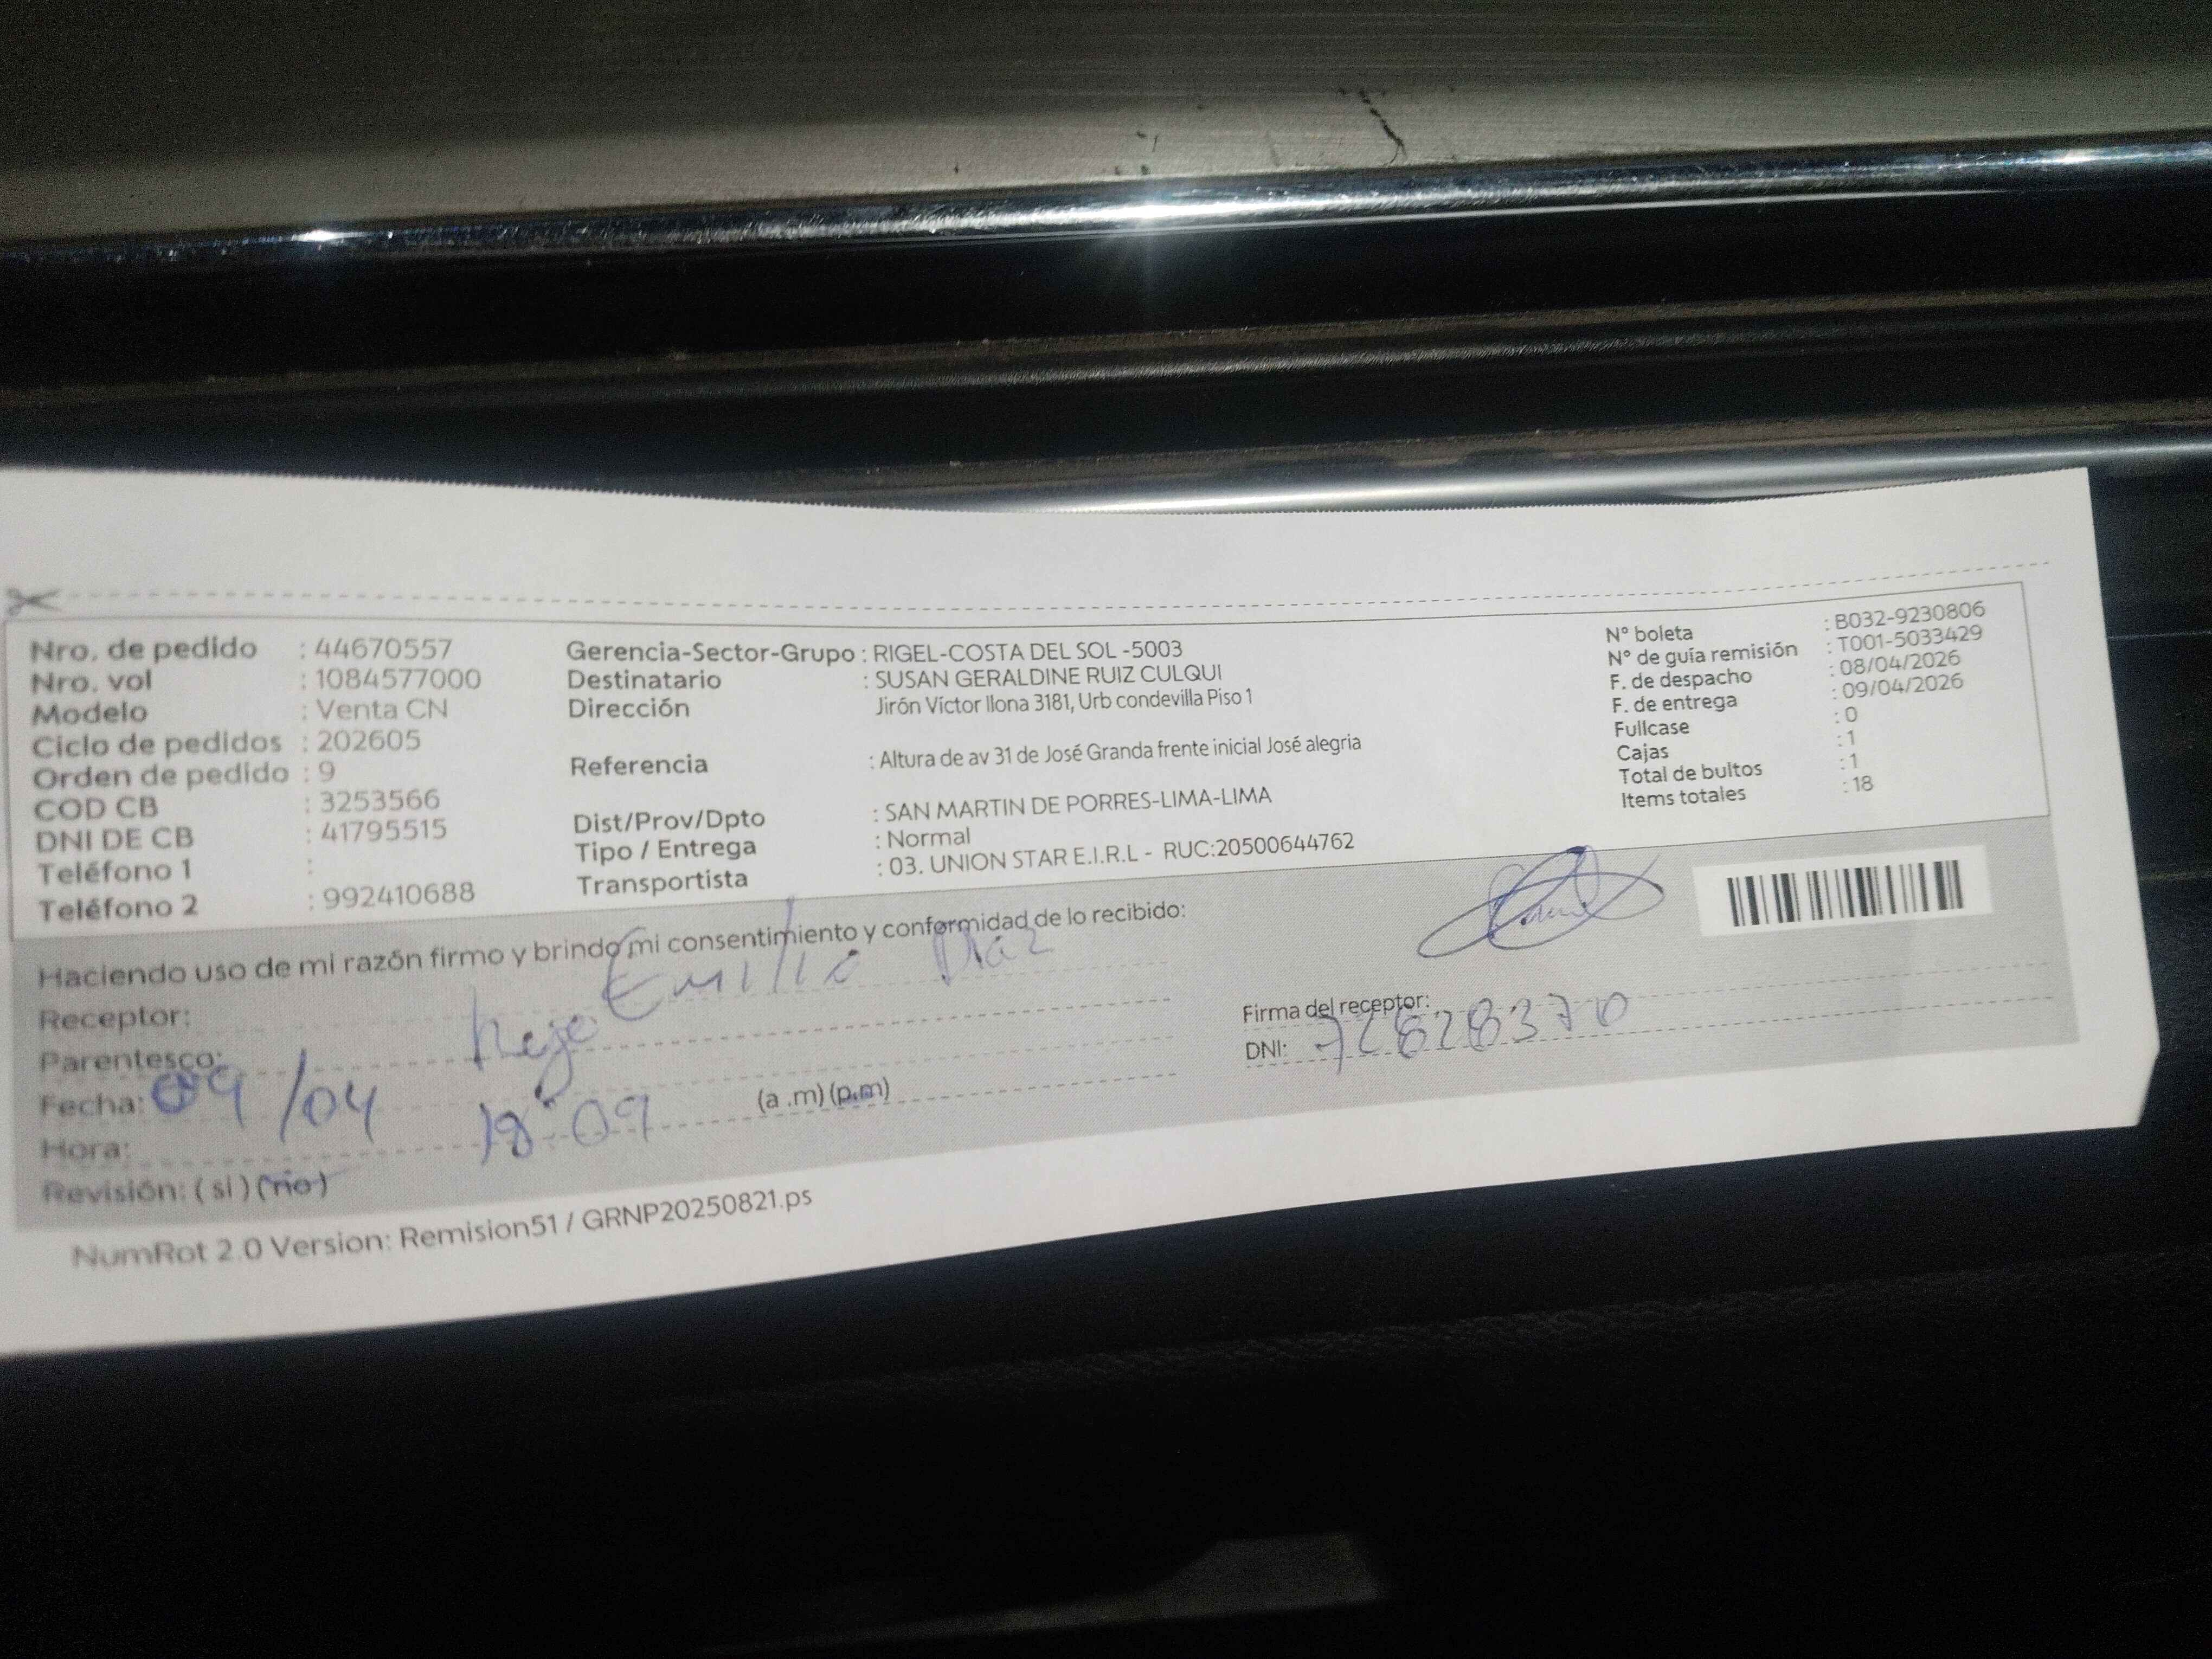 Nro. de pedido : 44670557
Nro. vol : 1084577000
Modelo : Venta CN
Ciclo de pedidos : 202605
Orden de pedido : 9
COD CB : 3253566
DNI DE CB : 41795515
Teléfono 1 :
Teléfono 2 : 992410688
Gerencia-Sector-Grupo : RIGEL-COSTA DEL SOL -5003
Destinatario : SUSAN GERALDINE RUIZ CULQUI
Dirección Jirón Víctor Ilona 3181, Urb condevilla Piso 1
Referencia : Altura de av 31 de José Granda frente inicial José alegria
Dist/Prov/Dpto : SAN MARTIN DE PORRES-LIMA-LIMA
Tipo / Entrega : Normal
Transportista : 03. UNION STAR E.I.R.L - RUC:20500644762
N° boleta : B032-9230806
N° de guía remisión : T001-5033429
F. de despacho : 08/04/2026
F. de entrega : 09/04/2026
Fullcase : 0
Cajas : 1
Total de bultos : 1
Items totales : 18
Haciendo uso de mi razón firmo y brindo mi consentimiento y conformidad de lo recibido:
Receptor: Emilio Diaz
Parentesco:
Fecha: 09/04
Hora: 18:09 (a .m) (p.m)
Revisión: ( si ) (no)
Firma del receptor:
DNI: 72628370
NumRot 2.0 Version: Remision51 / GRNP20250821.ps